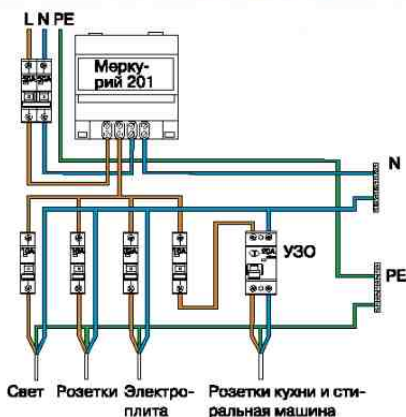 L N PE
Мерку-
рий 201
N
УЗО
PE
Свет
Розетки
Электро-
плита
Розетки кухни и сти-
ральная машина